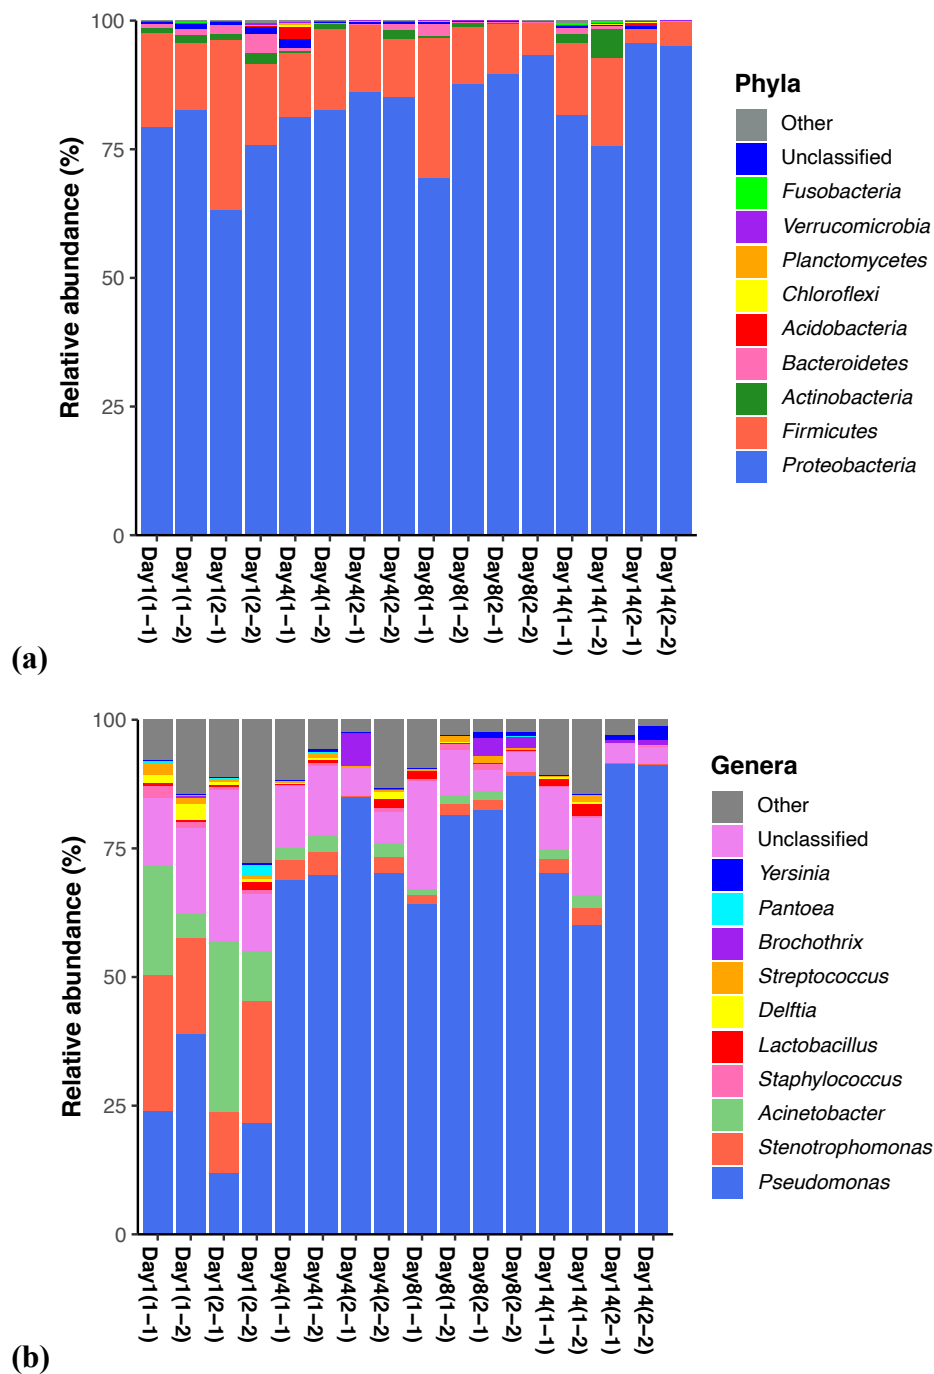 100
75
50
25
0
Relative abundance (%)
Day1(1−1)
Day1(1−2)
Day1(2−1)
Day1(2−2)
Day4(1−1)
Day4(1−2)
Day4(2−1)
Day4(2−2)
Day8(1−1)
Day8(1−2)
Day8(2−1)
Day8(2−2)
Day14(1−1)
Day14(1−2)
Day14(2−1)
Day14(2−2)
Phyla
Other
Unclassified
Fusobacteria
Verrucomicrobia
Planctomycetes
Chloroflexi
Acidobacteria
Bacteroidetes
Actinobacteria
Firmicutes
Proteobacteria
(a)
100
75
50
25
0
Relative abundance (%)
Day1(1−1)
Day1(1−2)
Day1(2−1)
Day1(2−2)
Day4(1−1)
Day4(1−2)
Day4(2−1)
Day4(2−2)
Day8(1−1)
Day8(1−2)
Day8(2−1)
Day8(2−2)
Day14(1−1)
Day14(1−2)
Day14(2−1)
Day14(2−2)
Genera
Other
Unclassified
Yersinia
Pantoea
Brochothrix
Streptococcus
Delftia
Lactobacillus
Staphylococcus
Acinetobacter
Stenotrophomonas
Pseudomonas
(b)